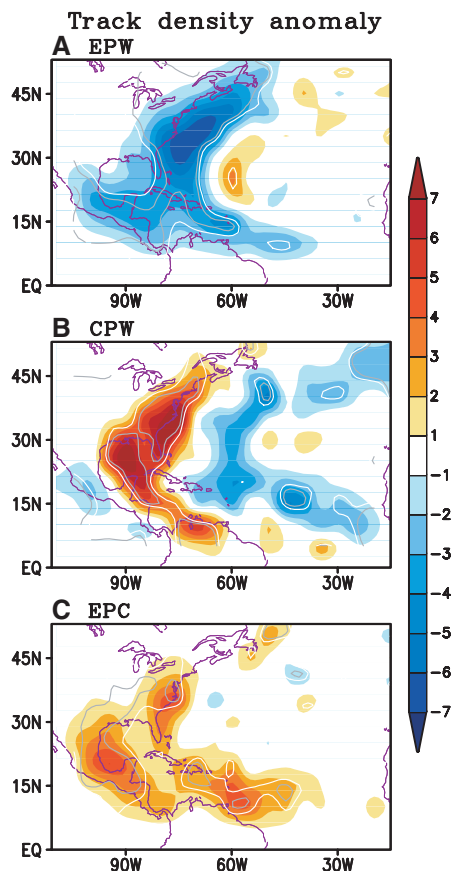 Track density anomaly
A EPW
45N
30N
15N
EQ
90W 60W 30W
B CPW
45N
30N
15N
EQ
90W 60W 30W
C EPC
45N
30N
15N
EQ
90W 60W 30W
7
6
5
4
3
2
1
-1
-2
-3
-4
-5
-6
-7